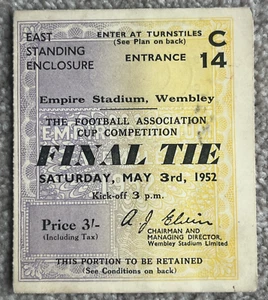 EAST
STANDING
ENCLOSURE
ENTER AT TURNSTILES
(See Plan on back)
ENTRANCE
C
14
Empire Stadium, Wembley
THE FOOTBALL ASSOCIATION
CUP COMPETITION
FINAL TIE
SATURDAY, MAY 3rd, 1952
Kick-off 3 p.m.
Price 3/-
(Including Tax)
A J Elvin
CHAIRMAN AND
MANAGING DIRECTOR,
Wembley Stadium Limited
THIS PORTION TO BE RETAINED
(See Conditions on back)